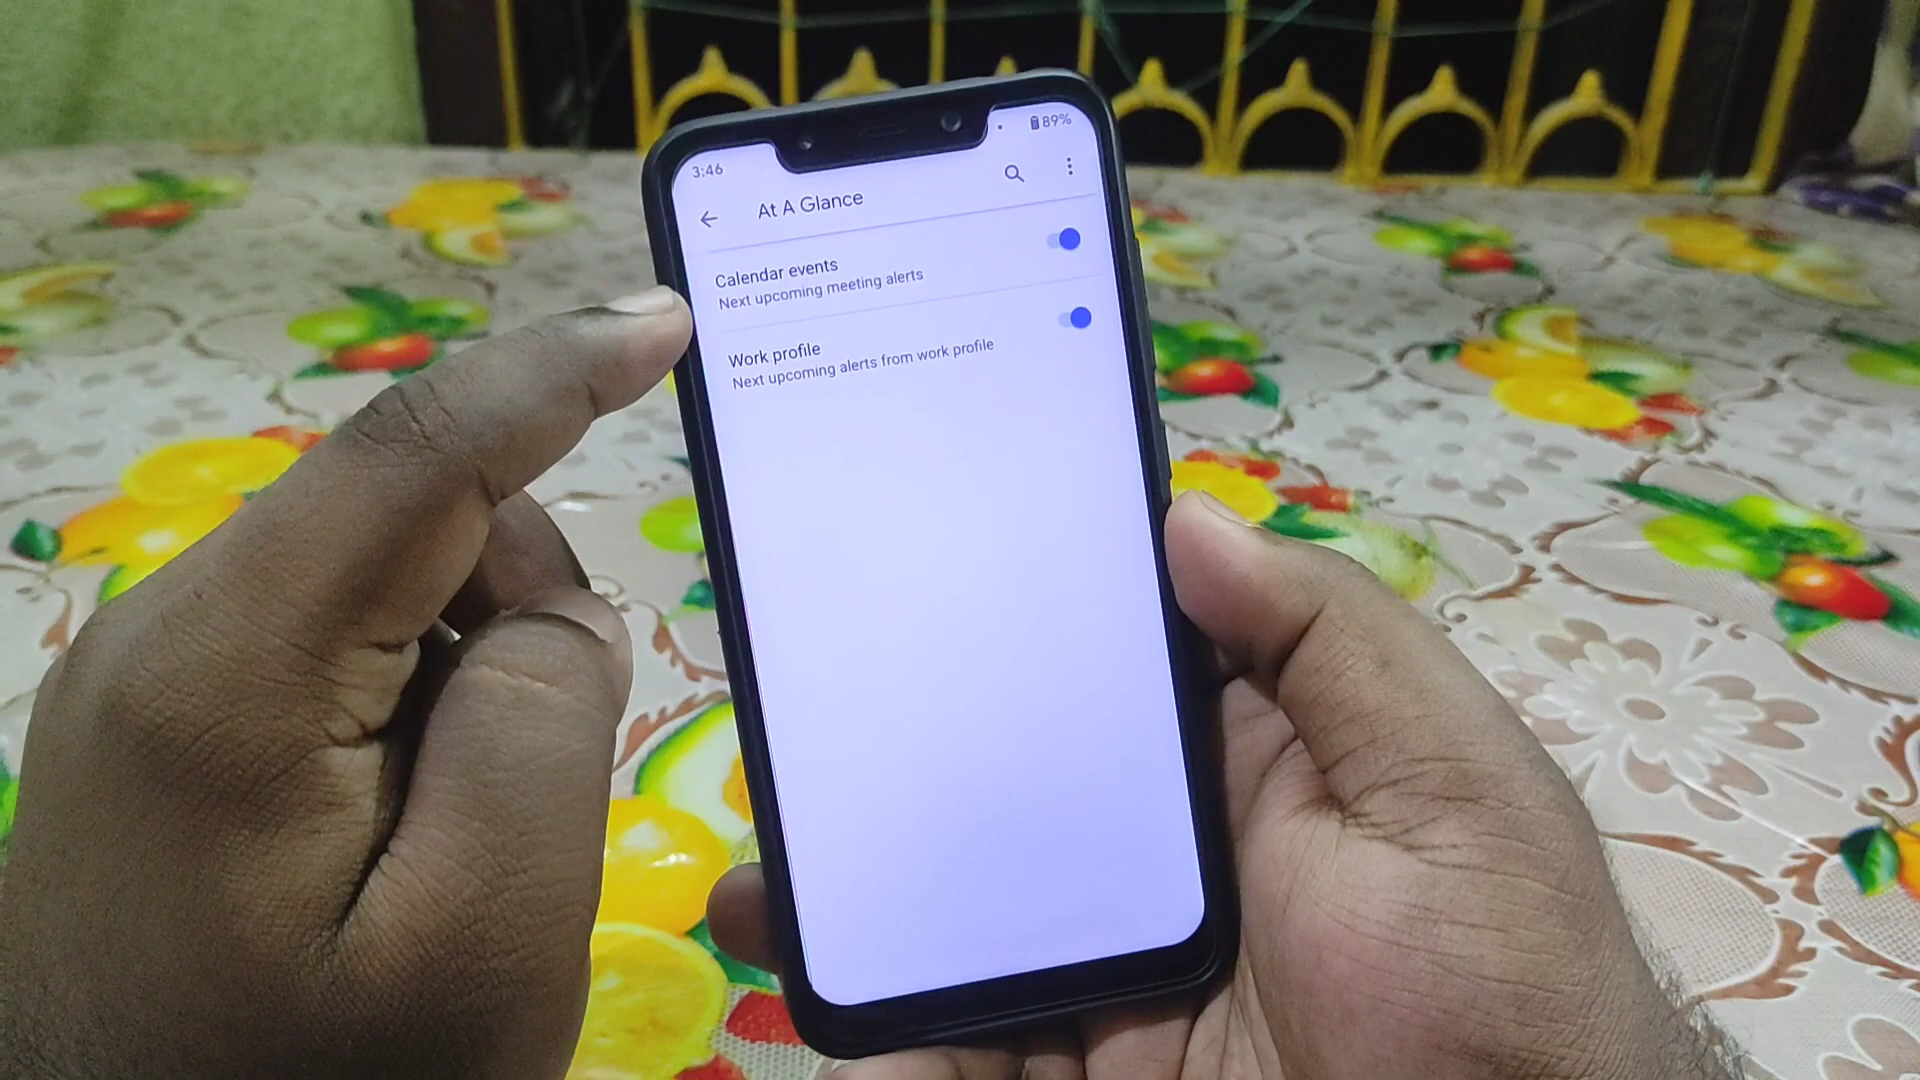 3:46
89%
At A Glance
Calendar events
Next upcoming meeting alerts
Work profile
Next upcoming alerts from work profile